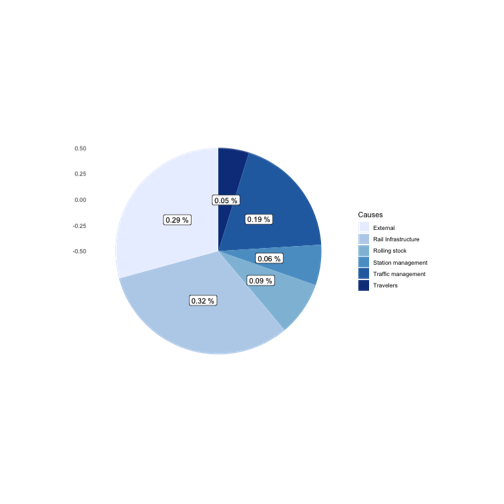 0.50
0.25
0.00
-0.25
-0.50
0.05 %
0.29 %
0.19 %
0.06 %
0.09 %
0.32 %
Causes
External
Rail Infrastructure
Rolling stock
Station management
Traffic management
Travelers